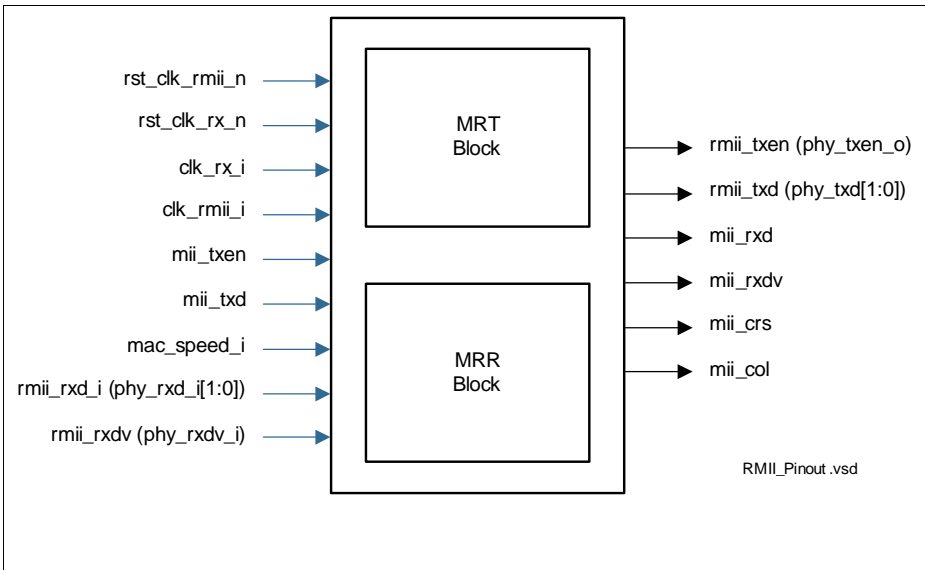 rst_clk_rmii_n
rst_clk_rx_n
clk_rx_i
clk_rmii_i
mii_txen
mii_txd
mac_speed_i
rmii_rxd_i (phy_rxd_i[1:0])
rmii_rxdv (phy_rxdv_i)
MRT
Block
MRR
Block
rmii_txen (phy_txen_o)
rmii_txd (phy_txd[1:0])
mii_rxd
mii_rxdv
mii_crs
mii_col
RMII_Pinout .vsd